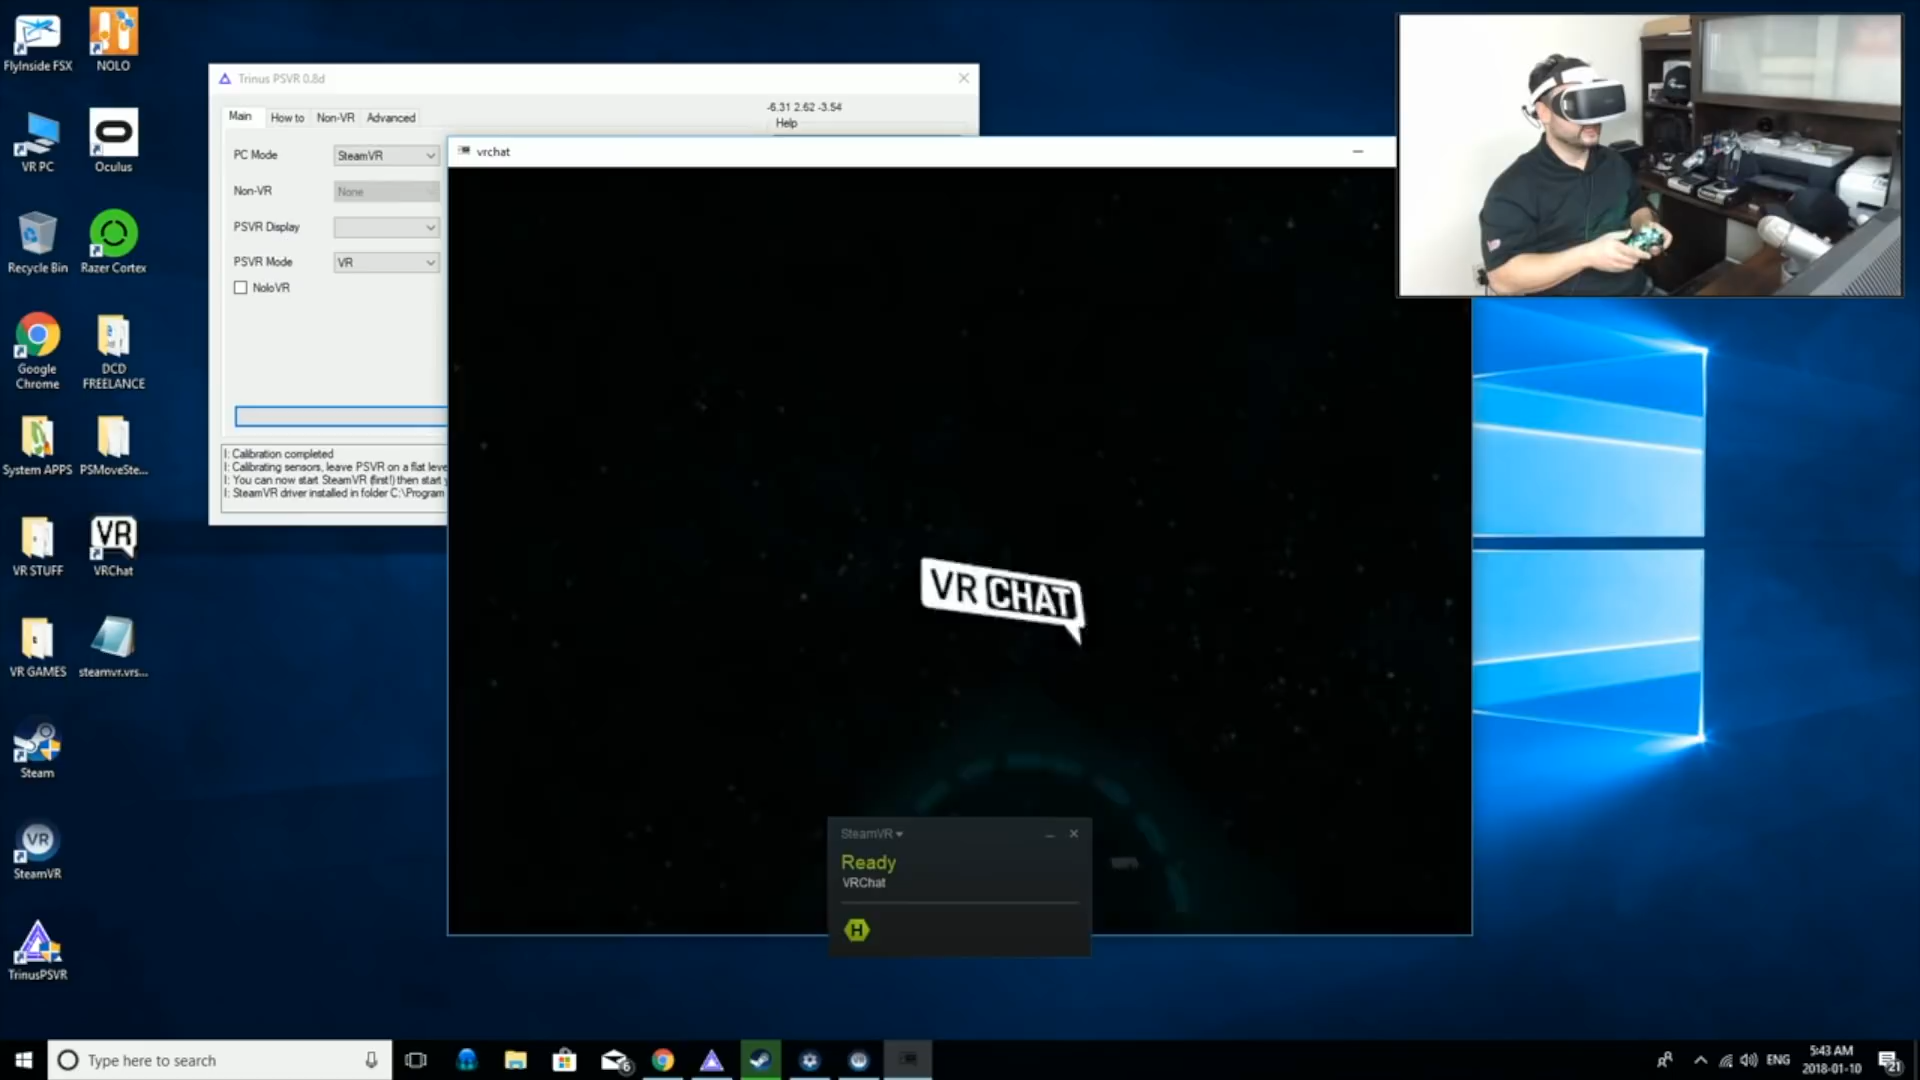 FlyInside FSX
NOLO
VR PC
Oculus
Recycle Bin
Razer Cortex
Google
Chrome
DCD
FREELANCE
System APPS
PSMoveSte...
VR STUFF
VR
VRChat
VR GAMES
steamvr.vrs...
Steam
VR
SteamVR
TrinusPSVR
Trinus PSVR 0.8d
Main
How to
Non-VR
Advanced
-6.31 2.62 -3.54
Help
PC Mode
SteamVR
Non-VR
None
PSVR Display
PSVR Mode
VR
NoloVR
I: Calibration completed
I: Calibrating sensors, leave PSVR on a flat leve
I: You can now start SteamVR (first!) then start y
I: SteamVR driver installed in folder C:\Program
vrchat
VR CHAT
SteamVR
Ready
VRChat
H
Type here to search
6
VR
ENG
5:43 AM
2018-01-10
21